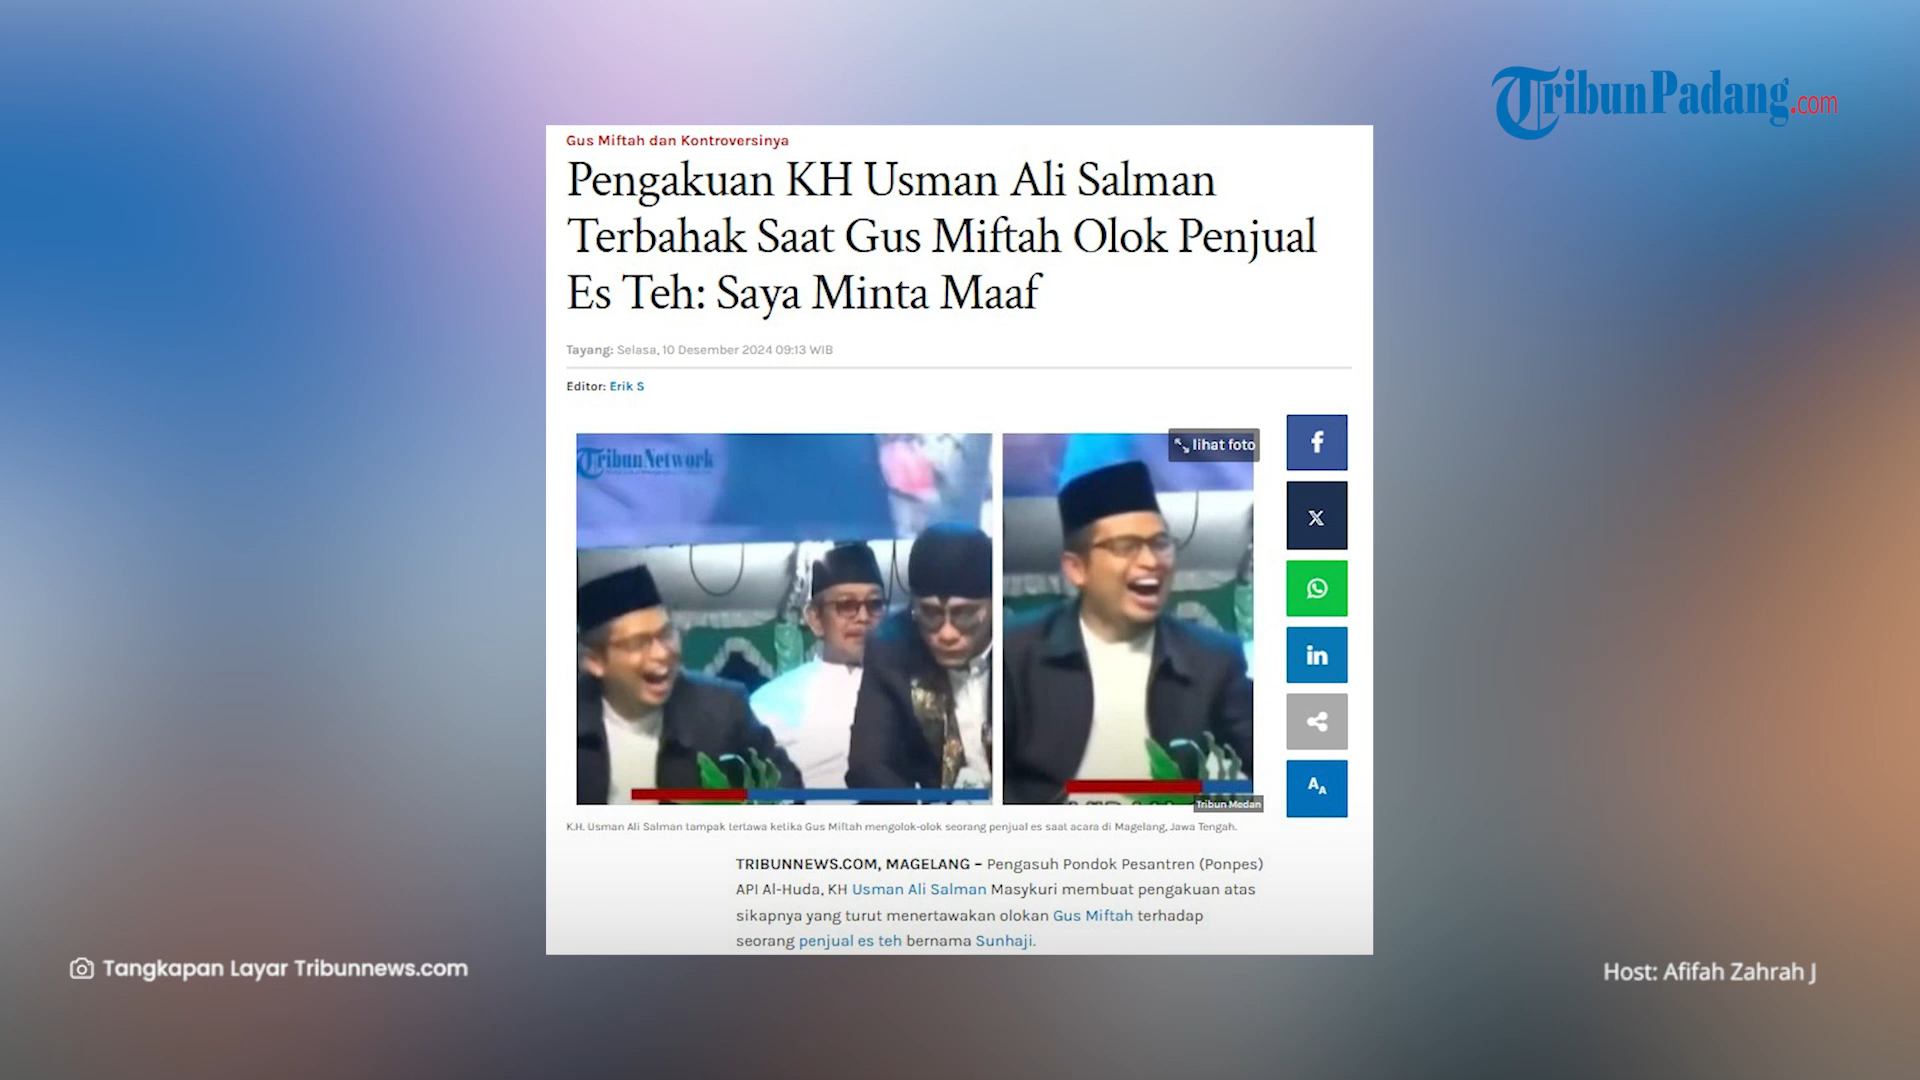 TribunPadang.com
Gus Miftah dan Kontroversinya
Pengakuan KH Usman Ali Salman
Terbahak Saat Gus Miftah Olok Penjual
Es Teh: Saya Minta Maaf
Tayang: Selasa, 10 Desember 2024 09:13 WIB
Editor: Erik S
TribunNetwork
lihat foto
Tribun Medan
K.H. Usman Ali Salman tampak tertawa ketika Gus Miftah mengolok-olok seorang penjual es saat acara di Magelang, Jawa Tengah.
TRIBUNNEWS.COM, MAGELANG – Pengasuh Pondok Pesantren (Ponpes)
API Al-Huda, KH Usman Ali Salman Masykuri membuat pengakuan atas
sikapnya yang turut menertawakan olokan Gus Miftah terhadap
seorang penjual es teh bernama Sunhaji.
Tangkapan Layar Tribunnews.com
Host: Afifah Zahrah J